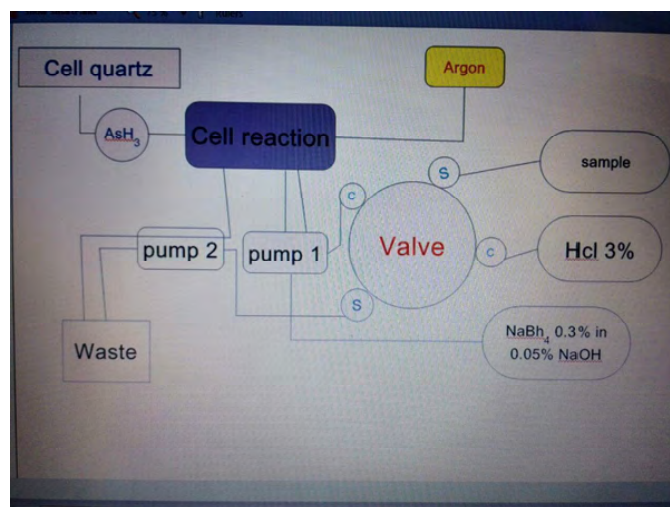 Cell quartz
Argon
AsH3
Cell reaction
S
sample
c
pump 2
pump 1
Valve
c
Hcl 3%
S
NaBh4 0.3% in
0.05% NaOH
Waste